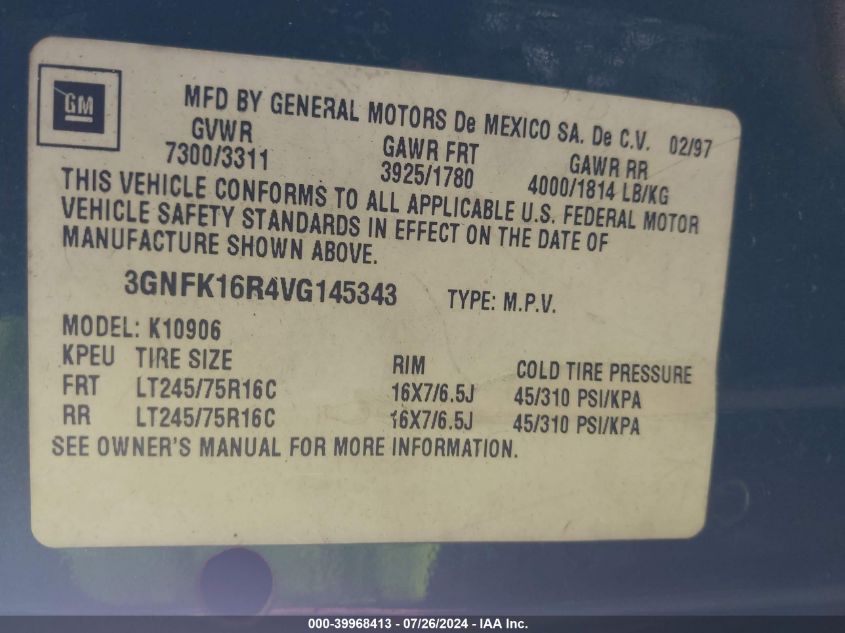 GM
MFD BY GENERAL MOTORS De MEXICO SA. De C.V. 02/97
GVWR GAWR FRT GAWR RR
7300/3311 3925/1780 4000/1814 LB/KG
THIS VEHICLE CONFORMS TO ALL APPLICABLE U.S. FEDERAL MOTOR
VEHICLE SAFETY STANDARDS IN EFFECT ON THE DATE OF
MANUFACTURE SHOWN ABOVE.
3GNFK16R4VG145343 TYPE: M.P.V.
MODEL: K10906
KPEU TIRE SIZE RIM COLD TIRE PRESSURE
FRT LT245/75R16C 16X7/6.5J 45/310 PSI/KPA
RR LT245/75R16C 16X7/6.5J 45/310 PSI/KPA
SEE OWNER'S MANUAL FOR MORE INFORMATION.
000-39968413 - 07/26/2024 - IAA Inc.